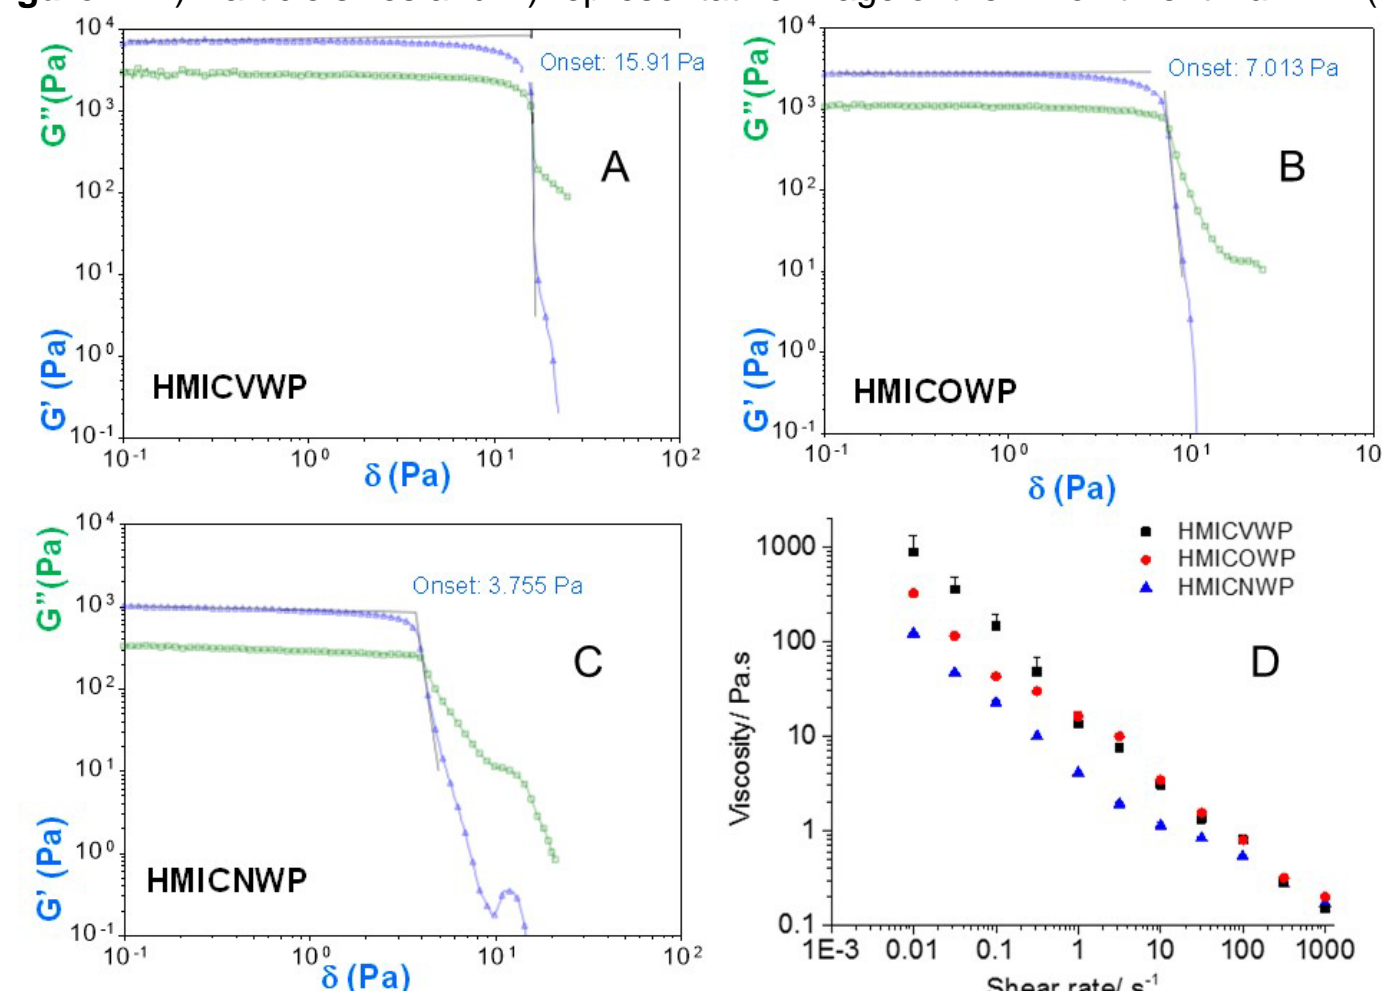 10⁴
10³
10²
10¹
10⁰
10⁻¹
G''(Pa)
G' (Pa)
Onset: 15.91 Pa
A
HMICVWP
10⁻¹ 10⁰ 10¹ 10²
δ (Pa)
10⁴
10³
10²
10¹
10⁰
10⁻¹
G''(Pa)
G' (Pa)
Onset: 7.013 Pa
B
HMICOWP
10⁻¹ 10⁰ 10¹ 10
δ (Pa)
10⁴
10³
10²
10¹
10⁰
10⁻¹
G''(Pa)
G' (Pa)
Onset: 3.755 Pa
C
HMICNWP
10⁻¹ 10⁰ 10¹ 10²
δ (Pa)
HMICVWP
HMICOWP
HMICNWP
D
1000
100
10
1
0.1
Viscosity/ Pa.s
1E-3 0.01 0.1 1 10 100 1000
Shear rate/ s⁻¹